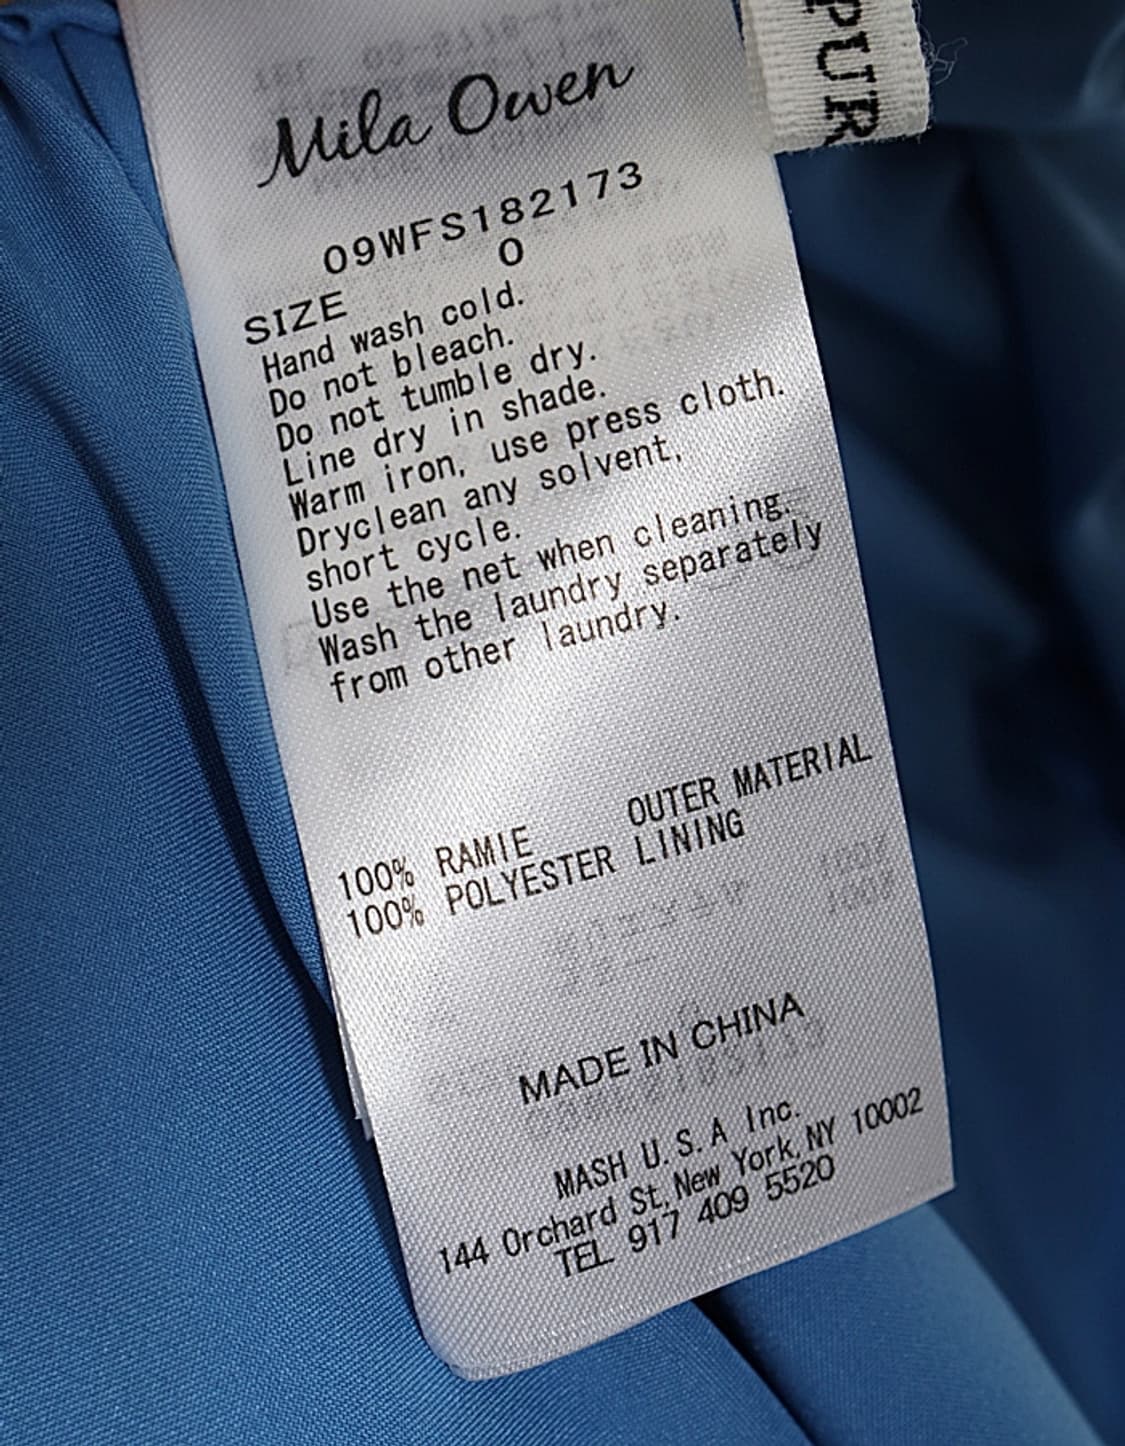 Mila Owen
PUR
09WFS182173
SIZE 0
Hand wash cold.
Do not bleach.
Do not tumble dry.
Line dry in shade.
Warm iron, use press cloth.
Dryclean any solvent,
short cycle.
Use the net when cleaning.
Wash the laundry separately
from other laundry.
100% RAMIE OUTER MATERIAL
100% POLYESTER LINING
MADE IN CHINA
MASH U.S.A Inc.
144 Orchard St, New York, NY 10002
TEL 917 409 5520